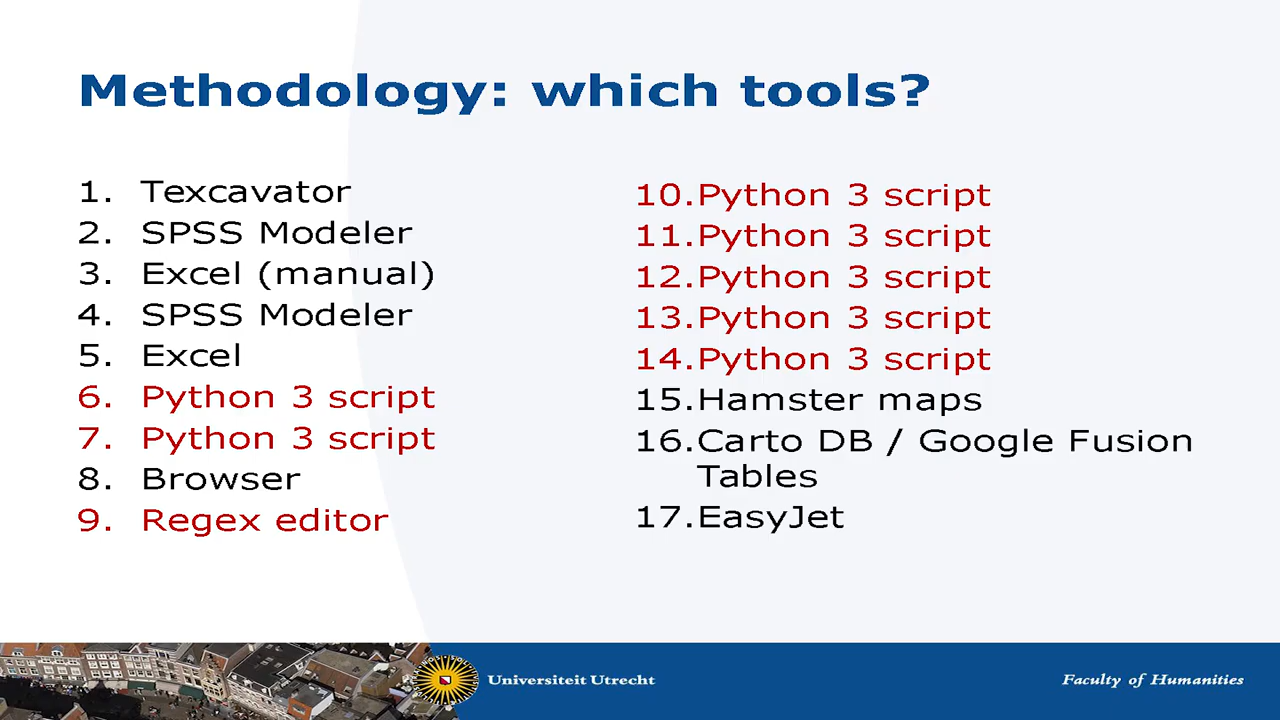 Methodology: which tools?
1. Texcavator
2. SPSS Modeler
3. Excel (manual)
4. SPSS Modeler
5. Excel
6. Python 3 script
7. Python 3 script
8. Browser
9. Regex editor
10.Python 3 script
11.Python 3 script
12.Python 3 script
13.Python 3 script
14.Python 3 script
15.Hamster maps
16.Carto DB / Google Fusion
Tables
17.EasyJet
Universiteit Utrecht
Faculty of Humanities